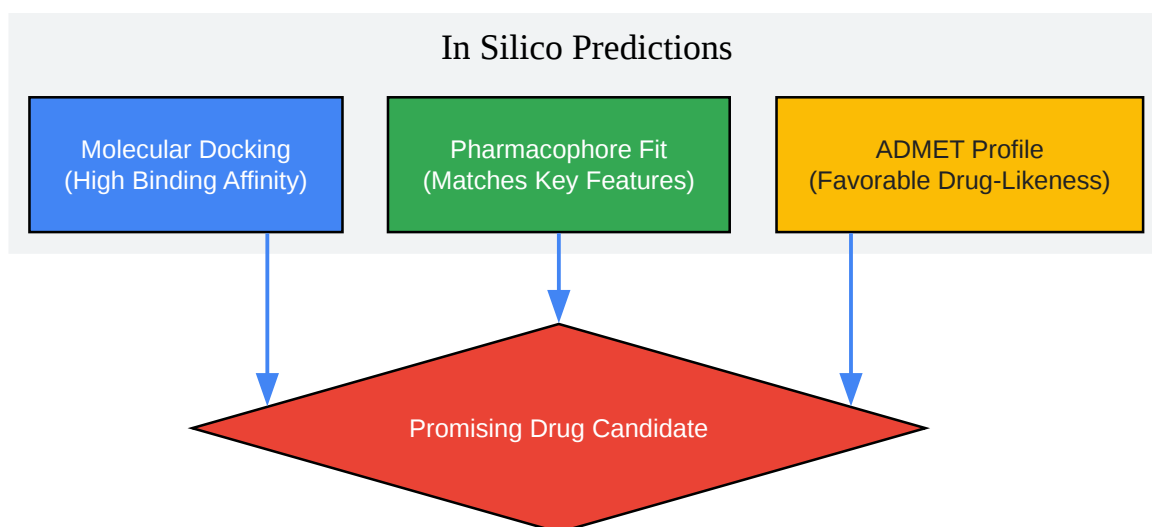 In Silico Predictions
Molecular Docking
(High Binding Affinity)
Pharmacophore Fit
(Matches Key Features)
ADMET Profile
(Favorable Drug-Likeness)
Promising Drug Candidate